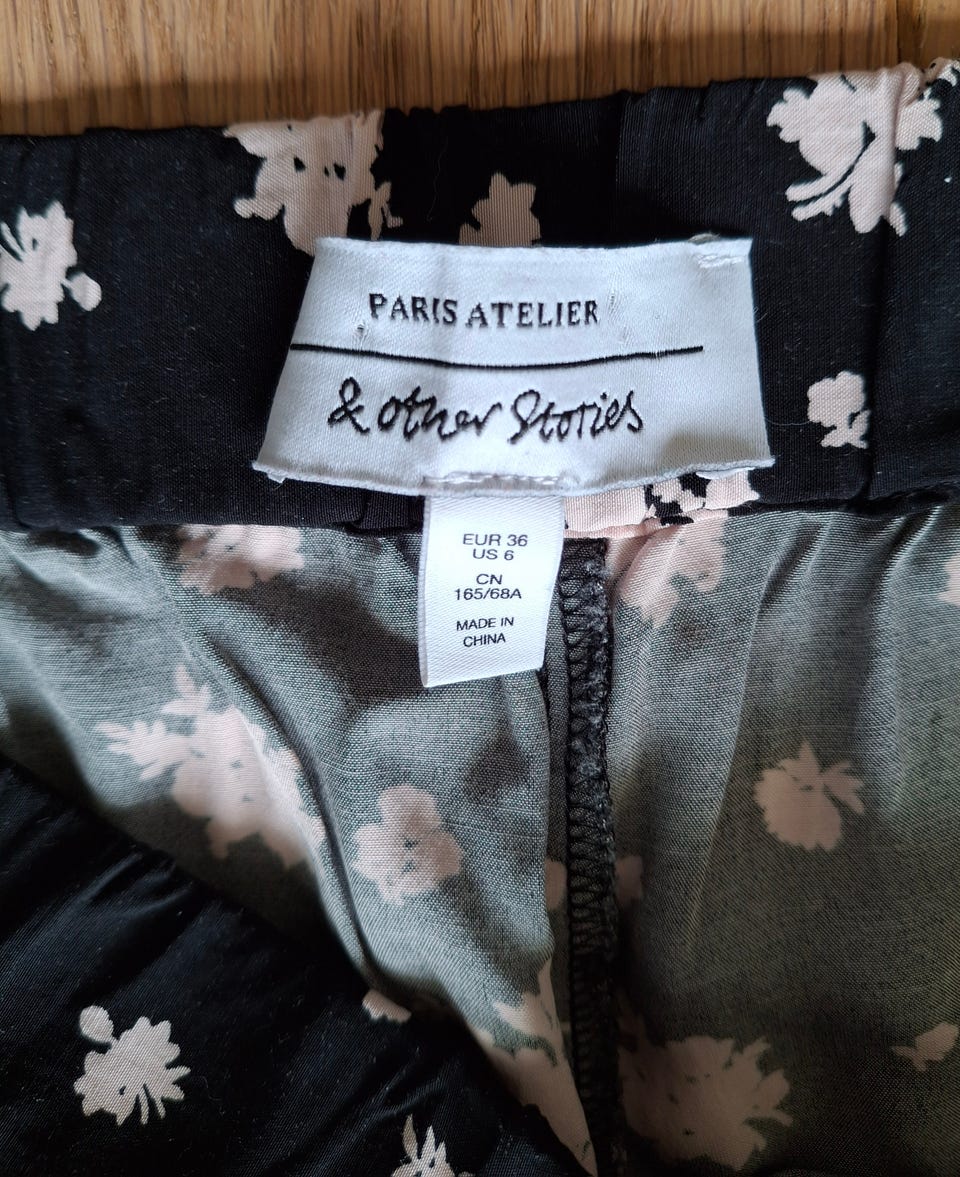 PARIS ATELIER
& other Stories
EUR 36
US 6
CN
165/68A
MADE IN
CHINA